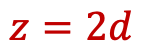 z = 2d